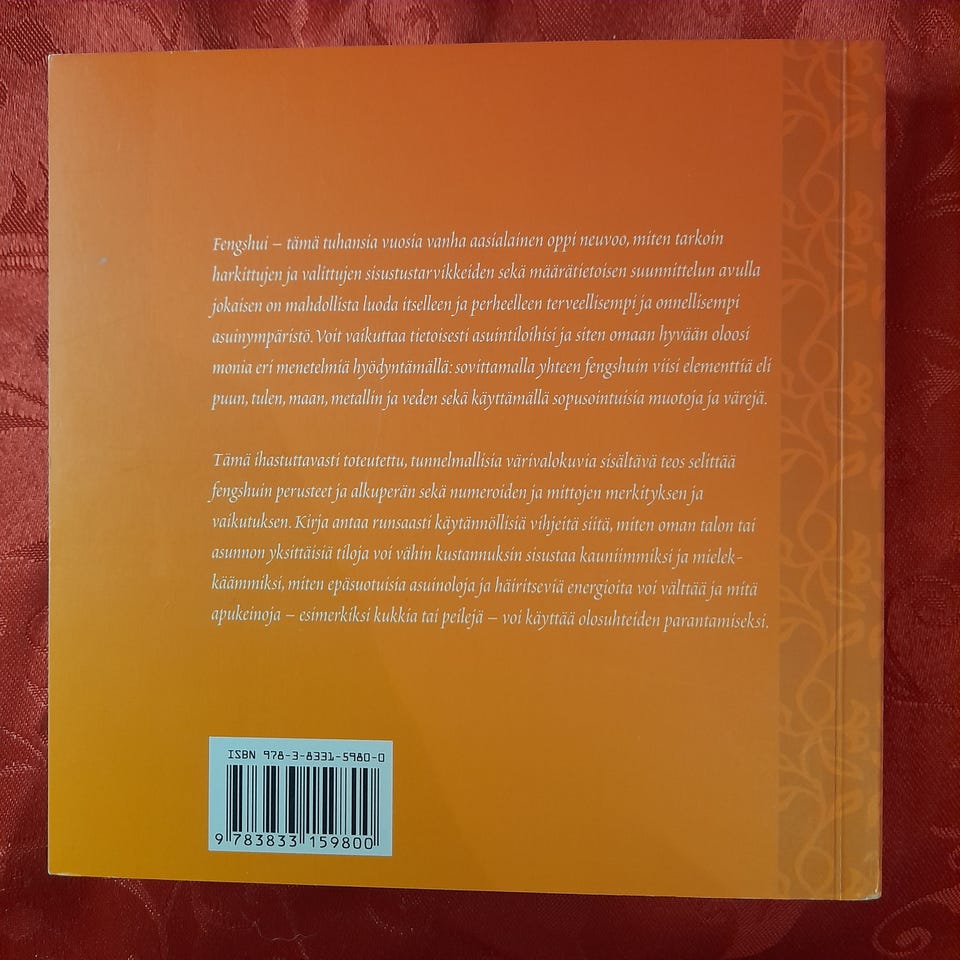 Fengshui – tämä tuhansia vuosia vanha aasialainen oppi neuvoo, miten tarkoin
harkittujen ja valittujen sisustustarvikkeiden sekä määrätietoisen suunnittelun avulla
jokaisen on mahdollista luoda itselleen ja perheelleen terveellisempi ja onnellisempi
asuinympäristö. Voit vaikuttaa tietoisesti asuintiloihisi ja siten omaan hyvään oloosi
monia eri menetelmiä hyödyntämällä: sovittamalla yhteen fengshuin viisi elementtiä eli
puun, tulen, maan, metallin ja veden sekä käyttämällä sopusointuisia muotoja ja värejä.
Tämä ihastuttavasti toteutettu, tunnelmallisia värivalokuvia sisältävä teos selittää
fengshuin perusteet ja alkuperän sekä numeroiden ja mittojen merkityksen ja
vaikutuksen. Kirja antaa runsaasti käytännöllisiä vihjeitä siitä, miten oman talon tai
asunnon yksittäisiä tiloja voi vähin kustannuksin sisustaa kauniimmiksi ja mielek-
käämmiksi, miten epäsuotuisia asuinoloja ja häiritseviä energioita voi välttää ja mitä
apukeinoja – esimerkiksi kukkia tai peilejä – voi käyttää olosuhteiden parantamiseksi.
ISBN 978-3-8331-5980-0
9 783833 159800